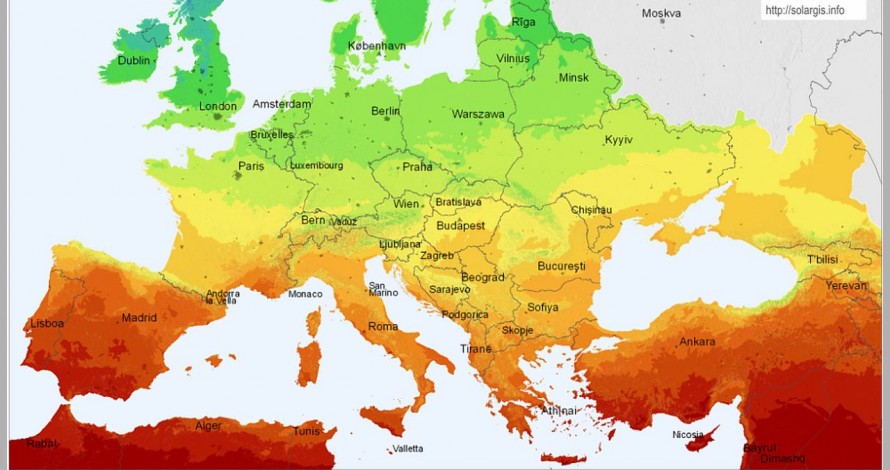 Moskva
http://solargis.info
Rīga
København
Dublin
Vilnius
Minsk
London
Amsterdam
Berlin
Warszawa
Bruxelles
Kyyiv
Paris
Luxembourg
Praha
Wien
Bratislava
Chişinău
Bern
Vaduz
Budapest
Ljubljana
Zagreb
T'bilisi
Bucureşti
Beograd
Yerevan
Andorra
la Vella
Monaco
San
Marino
Sarajevo
Lisboa
Madrid
Roma
Podgorica
Sofiya
Skopje
Tiranë
Ankara
Athínai
Alger
Tunis
Rabat
Valletta
Nicosia
Bayrut
Dimashq